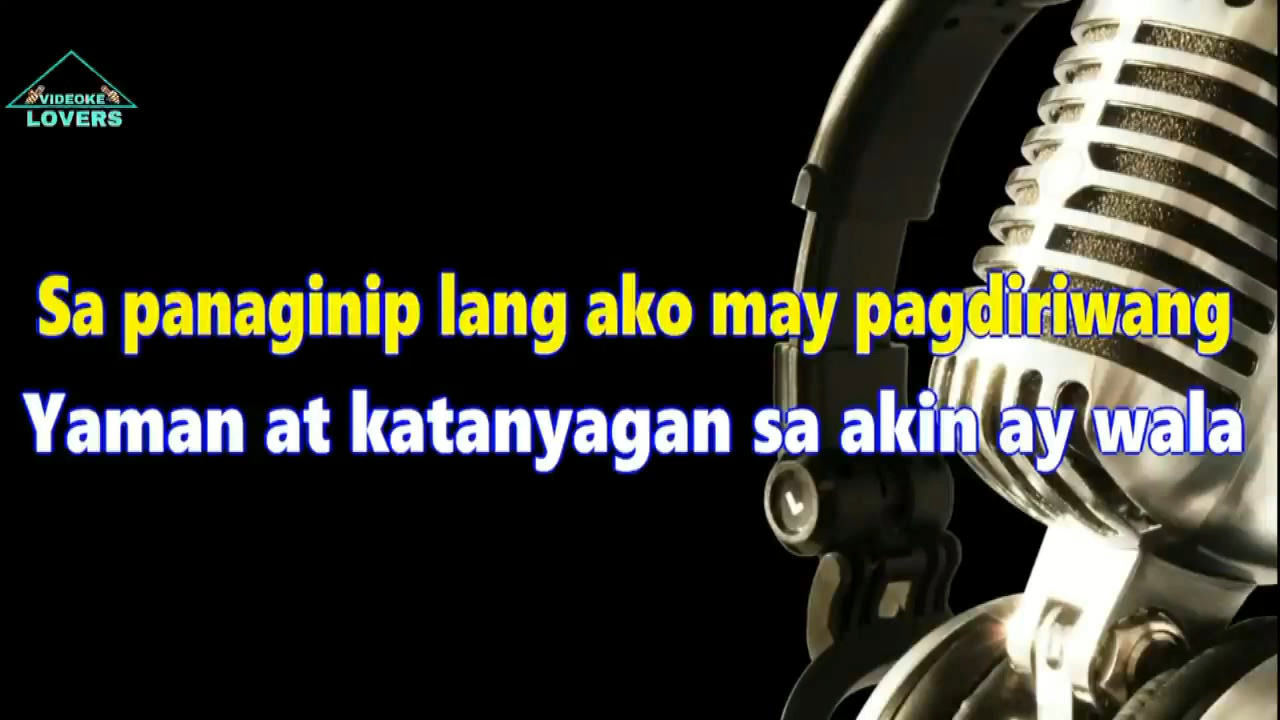 VIDEOKE
LOVERS
Sa panaginip lang ako may pagdiriwang
Yaman at katanyagan sa akin ay wala
L